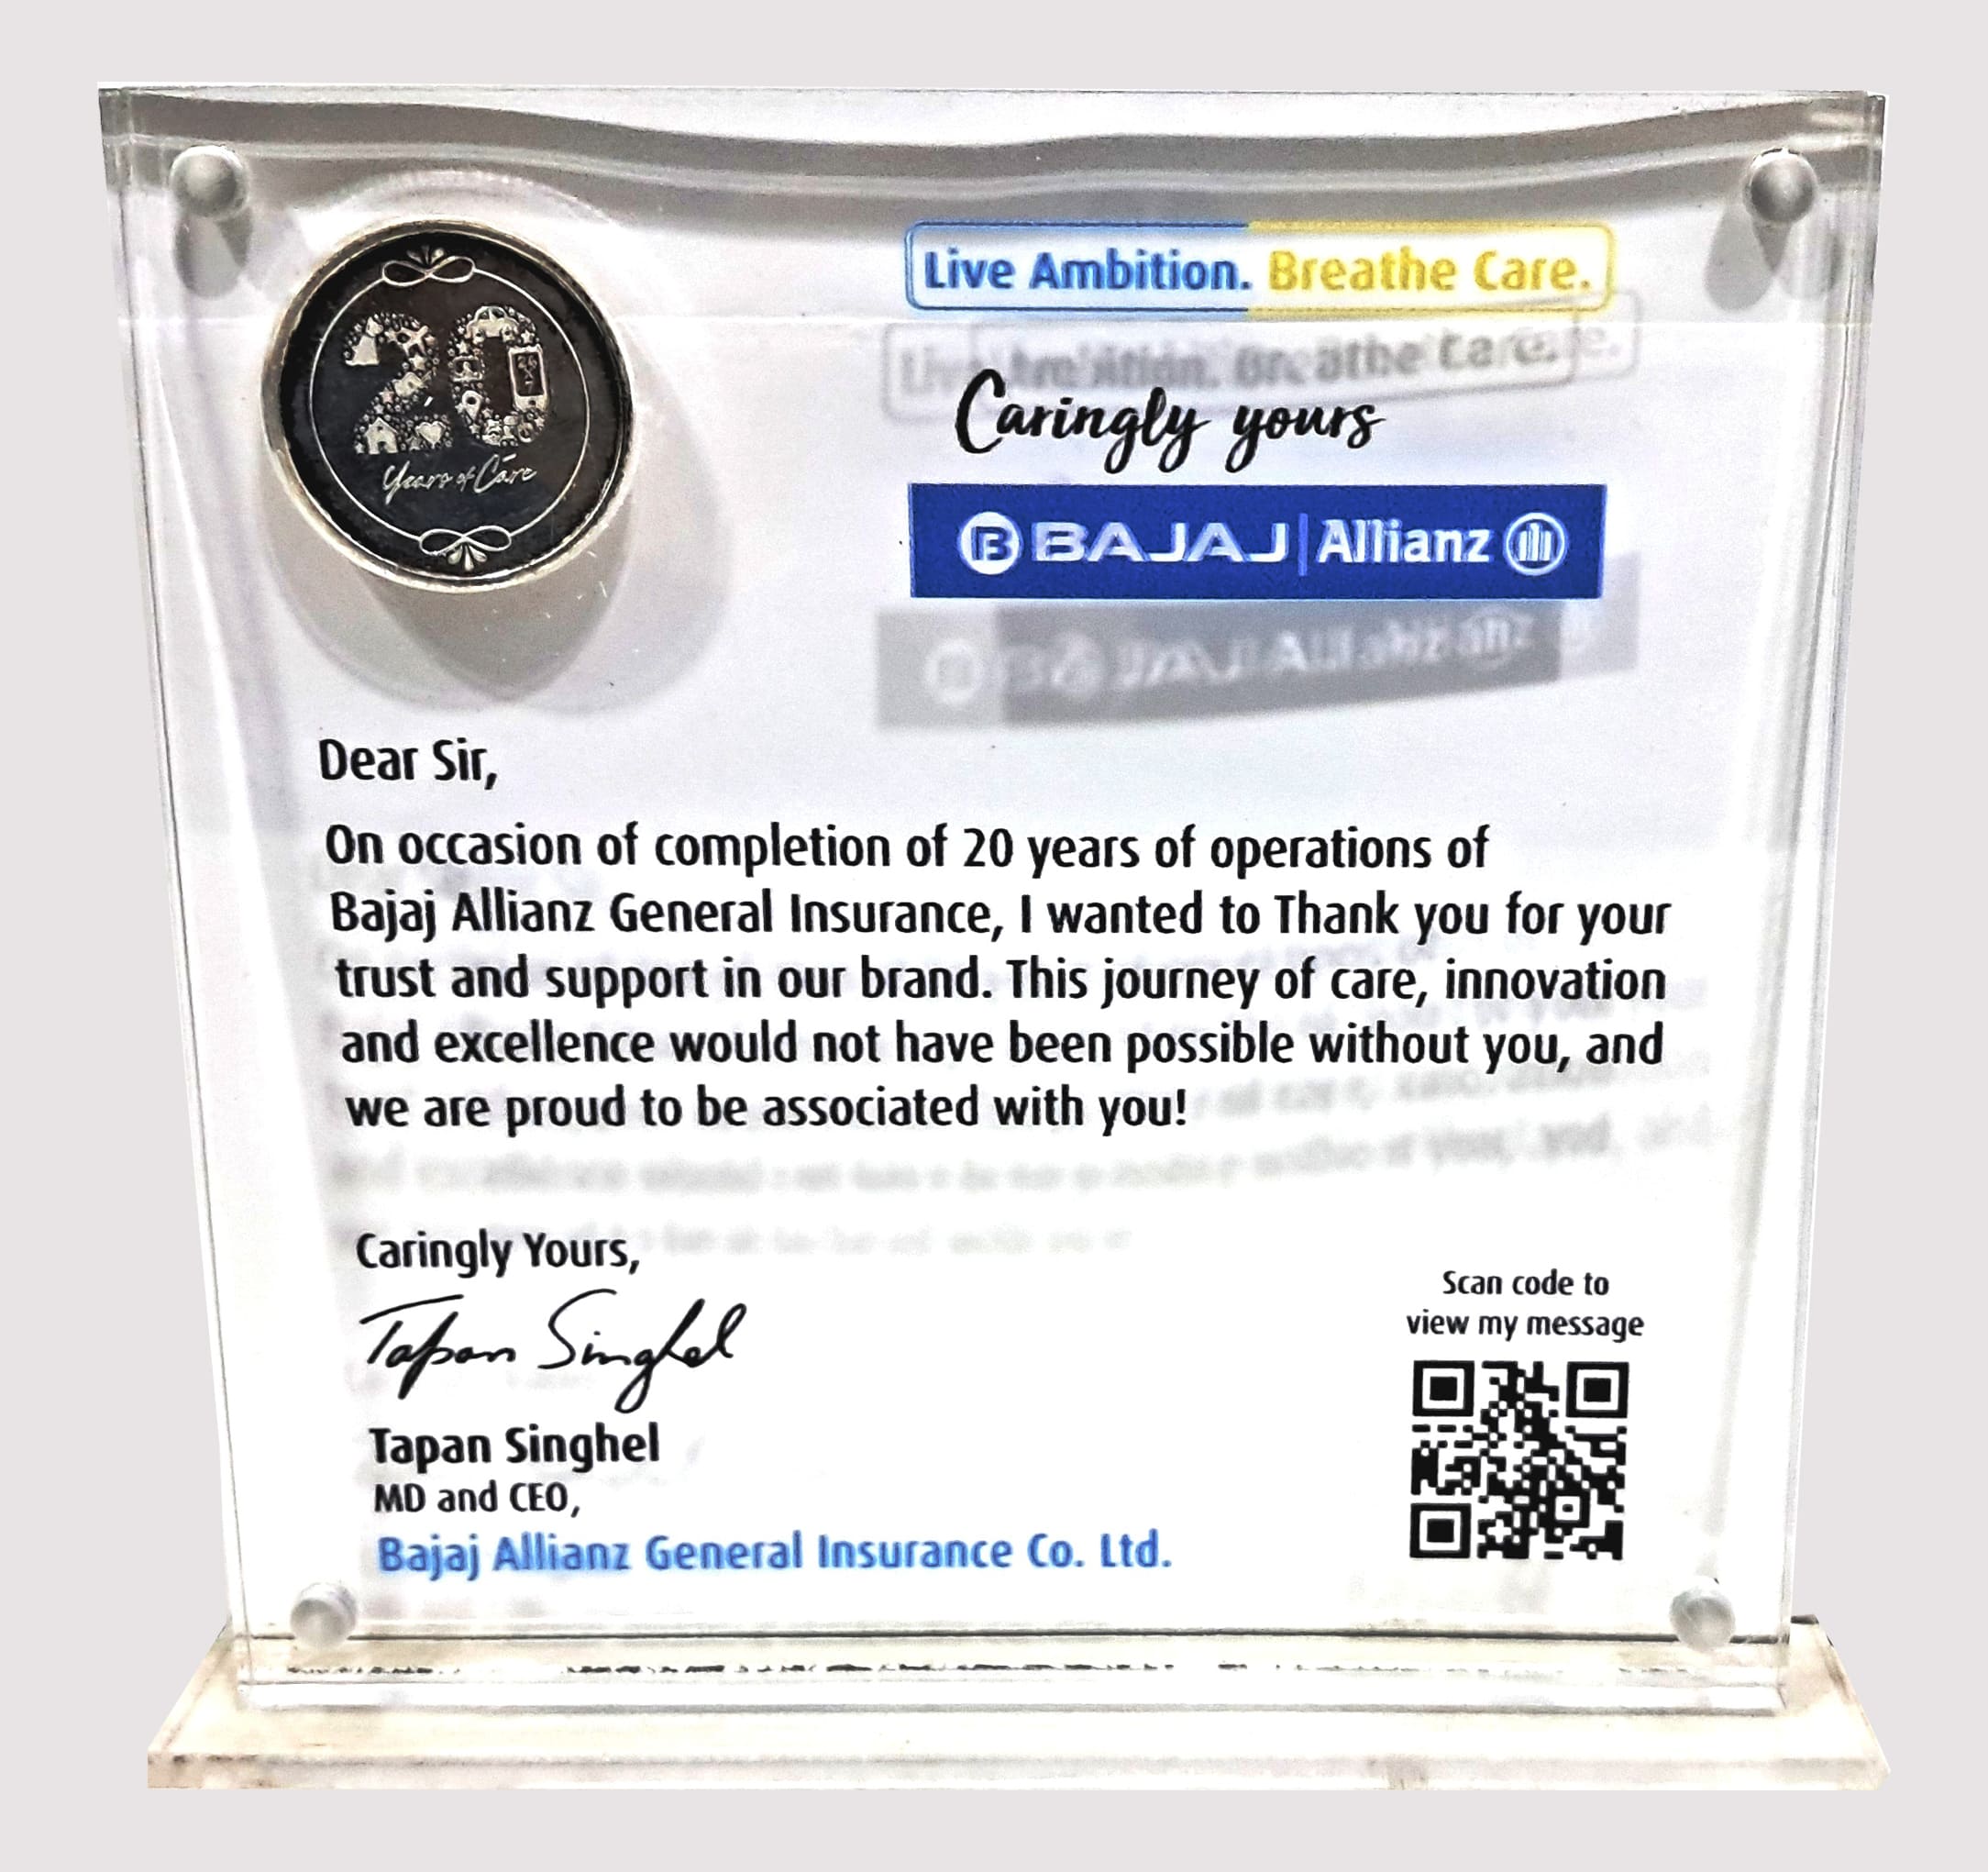 20
Years of Care
Live Ambition. Breathe Care.
Caringly yours
BAJAJ | Allianz
Dear Sir,
On occasion of completion of 20 years of operations of
Bajaj Allianz General Insurance, I wanted to Thank you for your
trust and support in our brand. This journey of care, innovation
and excellence would not have been possible without you, and
we are proud to be associated with you!
Caringly Yours,
Tapan Singhel
Tapan Singhel
MD and CEO,
Bajaj Allianz General Insurance Co. Ltd.
Scan code to
view my message